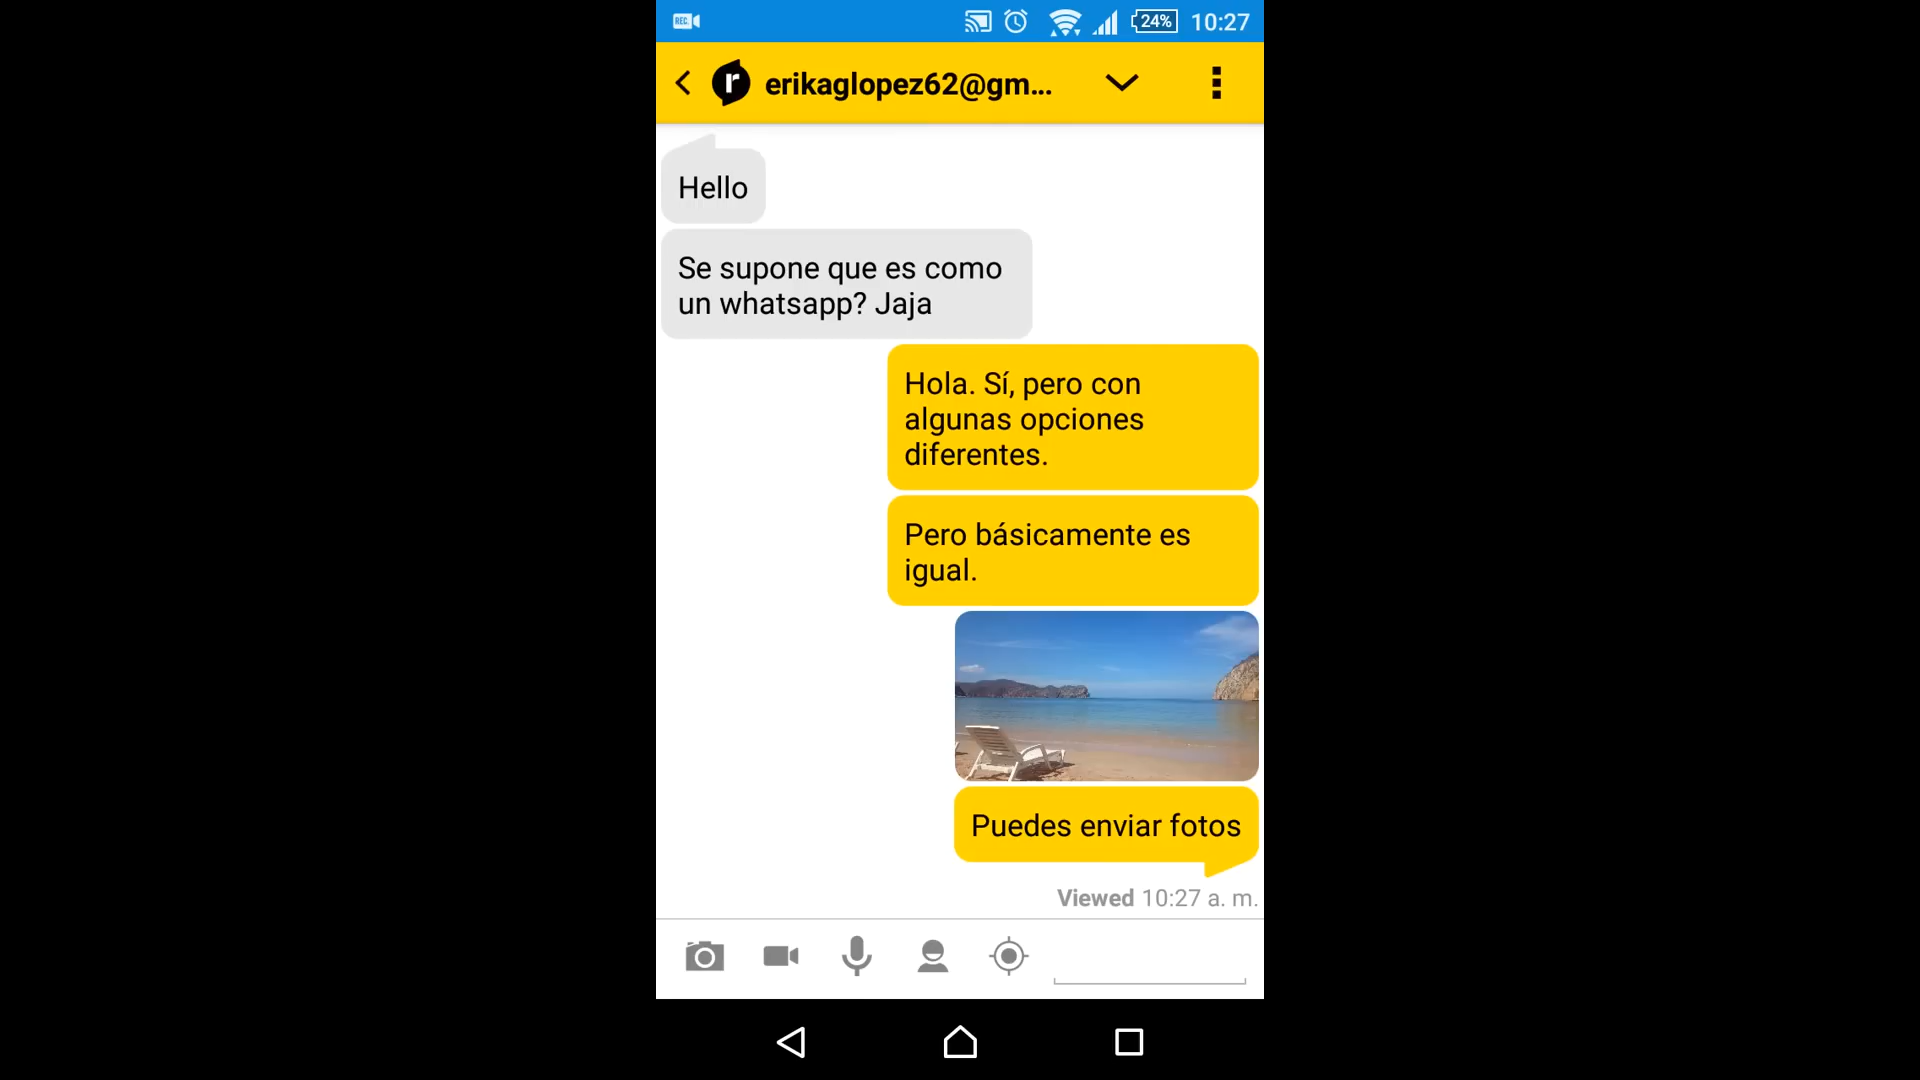 REC.
24%
10:27
r
erikaglopez62@gm...
Hello
Se supone que es como
un whatsapp? Jaja
Hola. Sí, pero con
algunas opciones
diferentes.
Pero básicamente es
igual.
Puedes enviar fotos
Viewed 10:27 a. m.